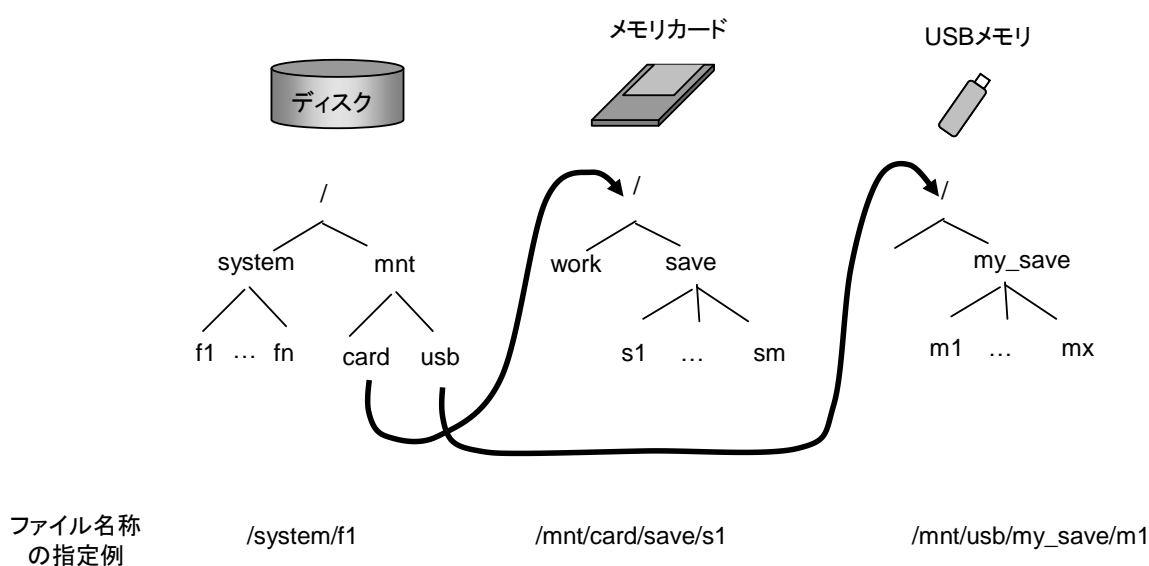 メモリカード
USBメモリ
ディスク
/
/
/
system
mnt
work
save
my_save
f1 … fn
card
usb
s1 … sm
m1 … mx
ファイル名称
の指定例
/system/f1
/mnt/card/save/s1
/mnt/usb/my_save/m1